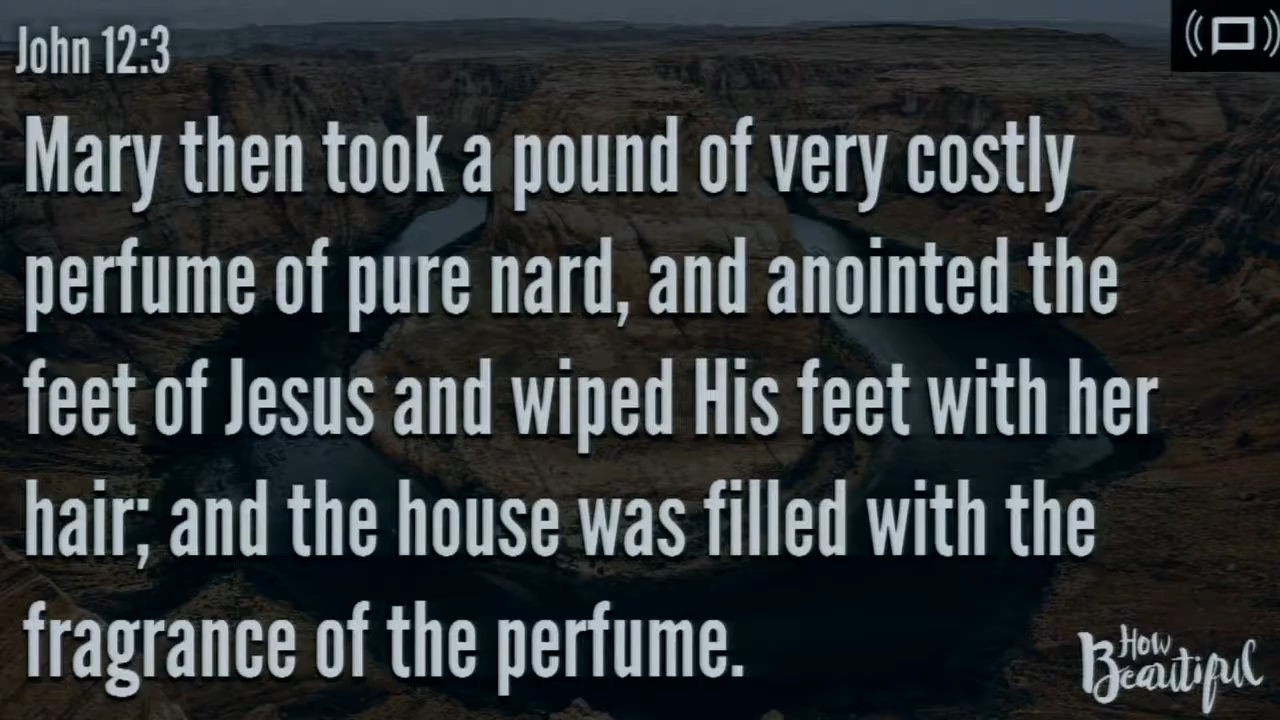 John 12:3
Mary then took a pound of very costly
perfume of pure nard, and anointed the
feet of Jesus and wiped His feet with her
hair; and the house was filled with the
fragrance of the perfume.
How
Beautiful